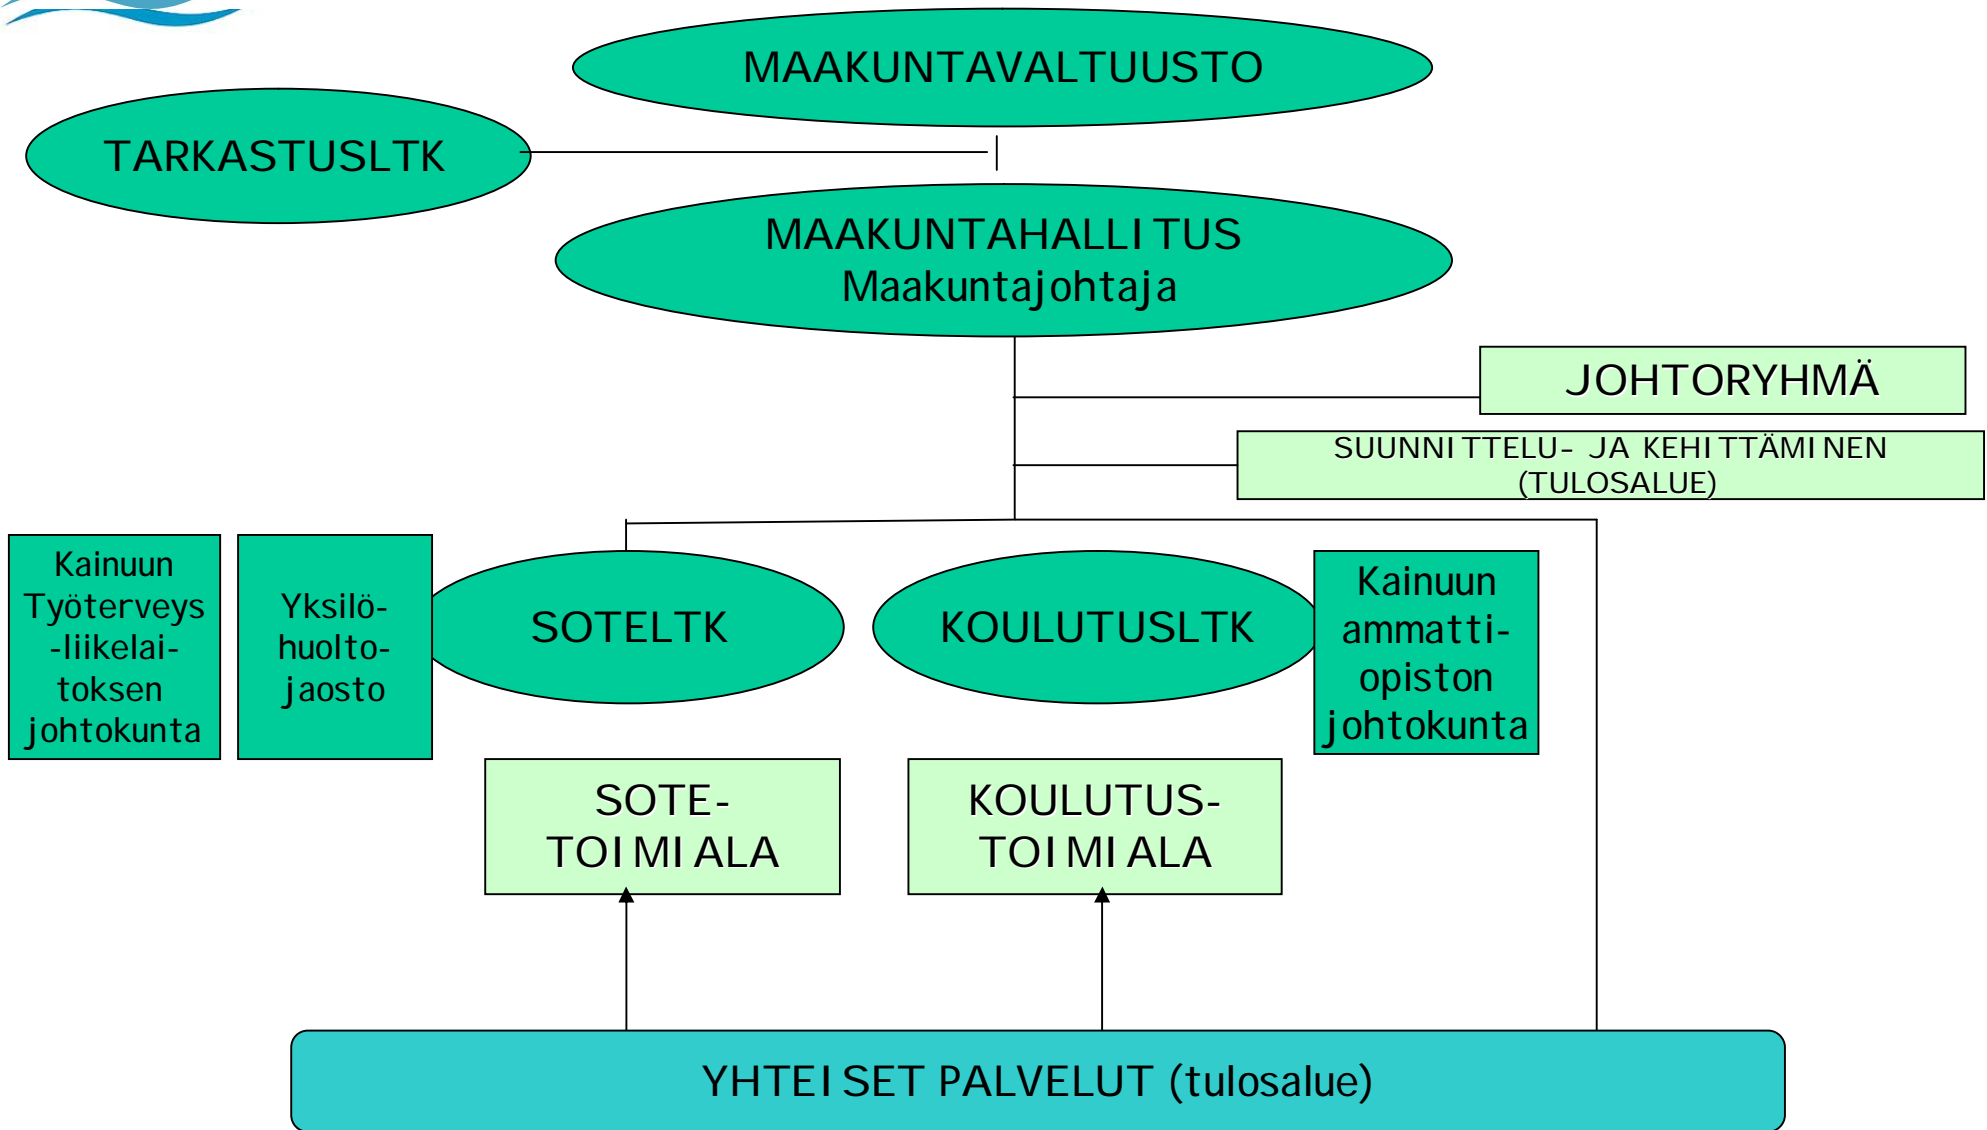 MAAKUNTAVALTUUSTO
TARKASTUSLTK
MAAKUNTAHALLITUS
Maakuntajohtaja
JOHTORYHMÄ
SUUNNITTELU- JA KEHITTÄMINEN
(TULOSALUE)
Kainuun
Työterveys
-liikelai-
toksen
johtokunta
Yksilö-
huolto-
jaosto
SOTELTK
KOULUTUSLTK
Kainuun
ammatti-
opiston
johtokunta
SOTE-
TOIMIALA
KOULUTUS-
TOIMIALA
YHTEISET PALVELUT (tulosalue)